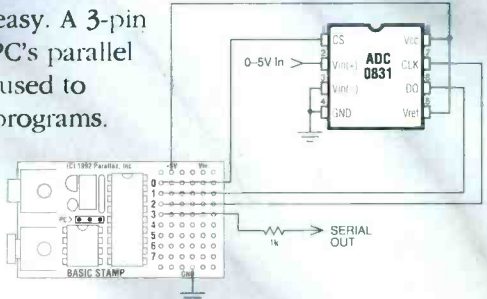 easy. A 3-pin
PC's parallel
used to
programs.
0–5V In
CS
Vin(+)
Vin(–)
GND
ADC
0831
Vcc
CLK
DO
Vref
(C) 1992 Parallax, Inc.
+5V
Vin
PC
0
1
2
3
4
5
6
7
BASIC STAMP
GND
1k
SERIAL
OUT